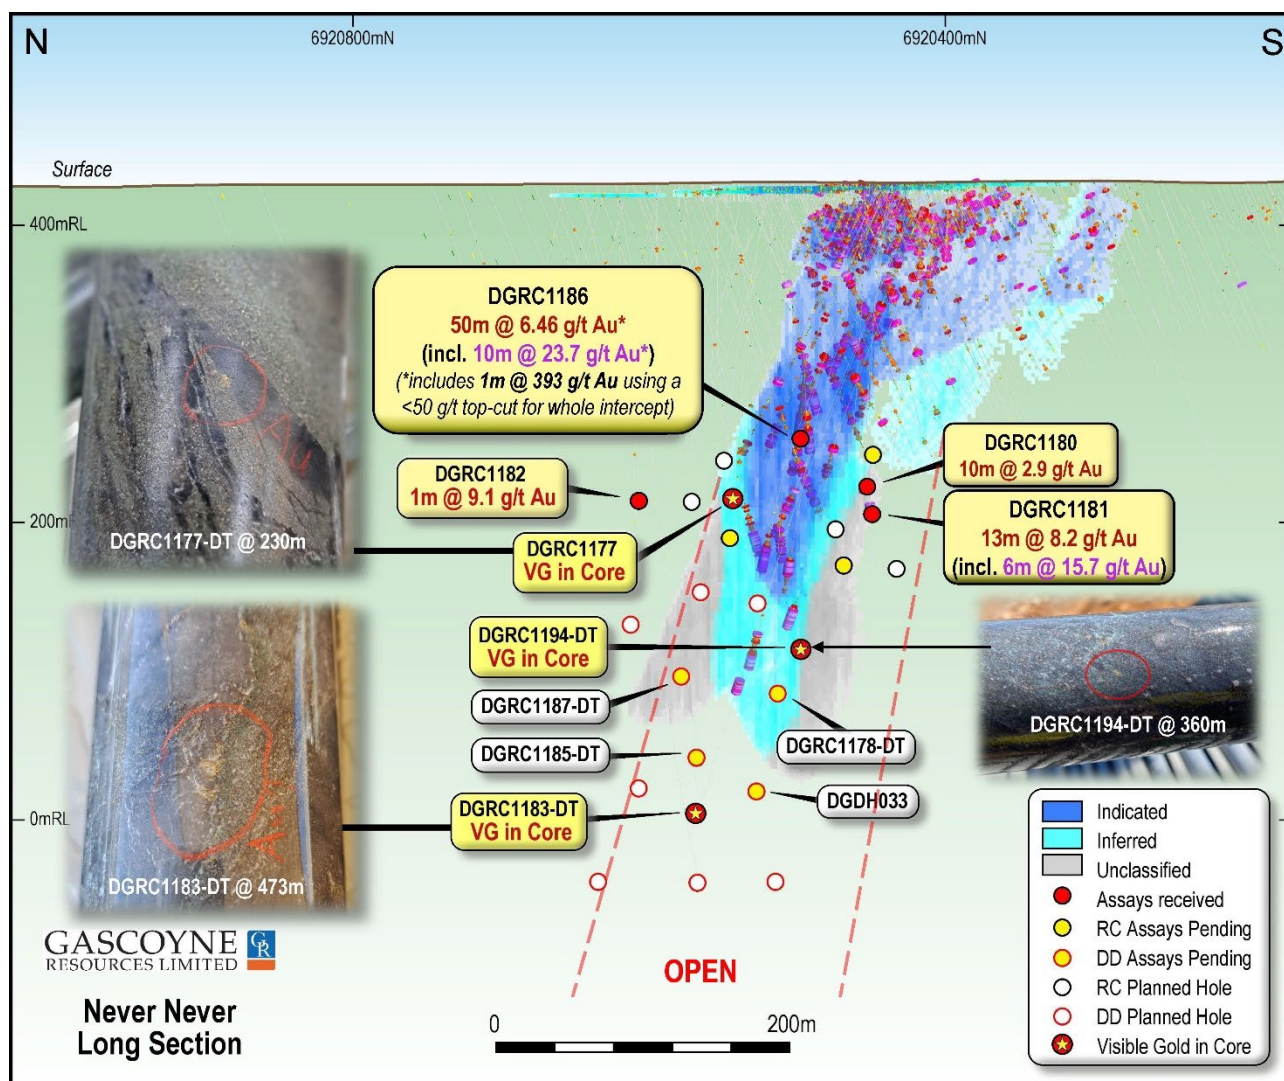 N
6920800mN
6920400mN
S
Surface
400mRL
200mRL
0mRL
DGRC1186
50m @ 6.46 g/t Au*
(incl. 10m @ 23.7 g/t Au*)
(*includes 1m @ 393 g/t Au using a
<50 g/t top-cut for whole intercept)
DGRC1182
1m @ 9.1 g/t Au
DGRC1180
10m @ 2.9 g/t Au
DGRC1181
13m @ 8.2 g/t Au
(incl. 6m @ 15.7 g/t Au)
Au
DGRC1177-DT @ 230m
DGRC1177
VG in Core
DGRC1194-DT
VG in Core
DGRC1187-DT
DGRC1178-DT
DGRC1185-DT
DGDH033
DGRC1183-DT
VG in Core
DGRC1194-DT @ 360m
Au
DGRC1183-DT @ 473m
Indicated
Inferred
Unclassified
Assays received
RC Assays Pending
DD Assays Pending
RC Planned Hole
DD Planned Hole
Visible Gold in Core
GASCOYNE
RESOURCES LIMITED
GR
Never Never
Long Section
OPEN
0
200m